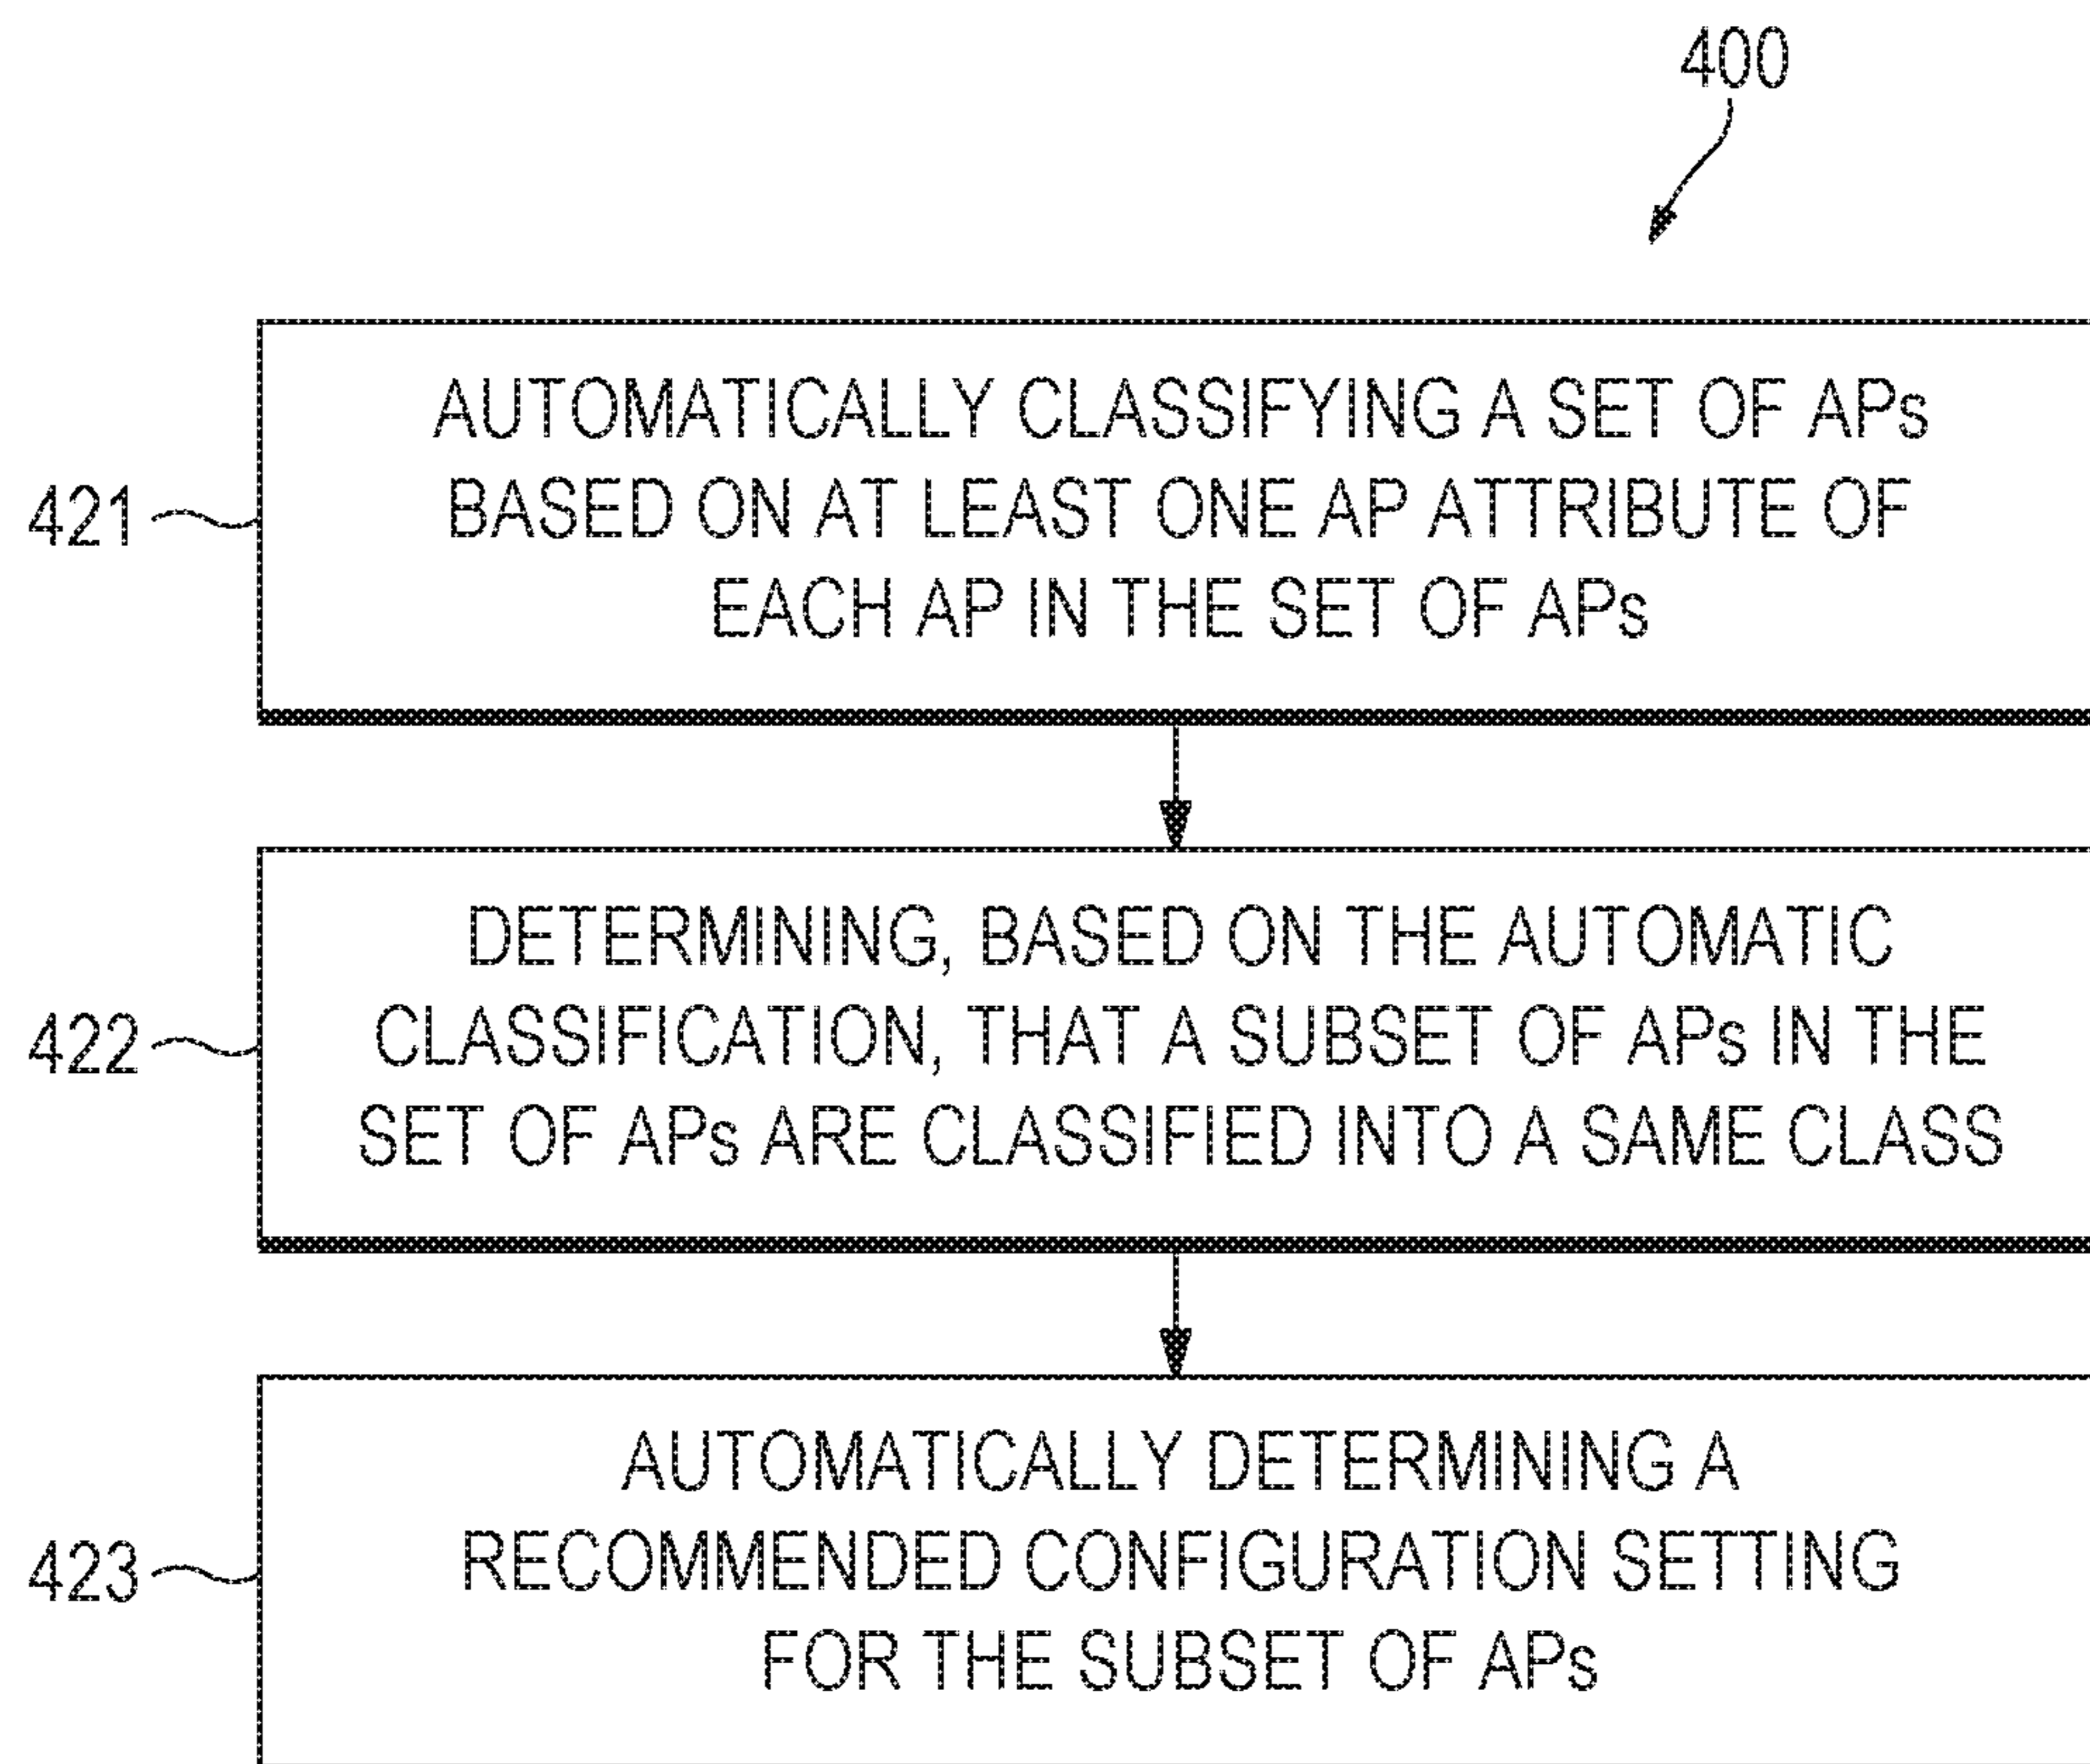 400
AUTOMATICALLY CLASSIFYING A SET OF APs
BASED ON AT LEAST ONE AP ATTRIBUTE OF
EACH AP IN THE SET OF APs
421
DETERMINING, BASED ON THE AUTOMATIC
CLASSIFICATION, THAT A SUBSET OF APs IN THE
SET OF APs ARE CLASSIFIED INTO A SAME CLASS
422
AUTOMATICALLY DETERMINING A
RECOMMENDED CONFIGURATION SETTING
FOR THE SUBSET OF APs
423